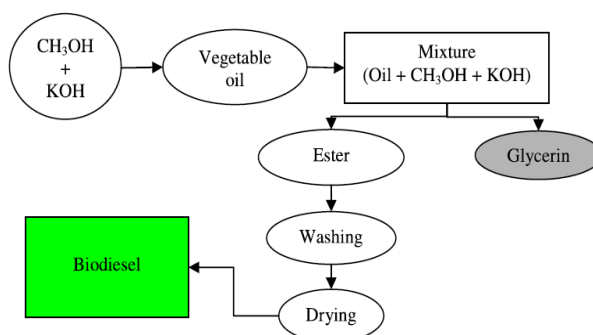 CH₃OH
+
KOH
Vegetable
oil
Mixture
(Oil + CH₃OH + KOH)
Ester
Glycerin
Washing
Biodiesel
Drying